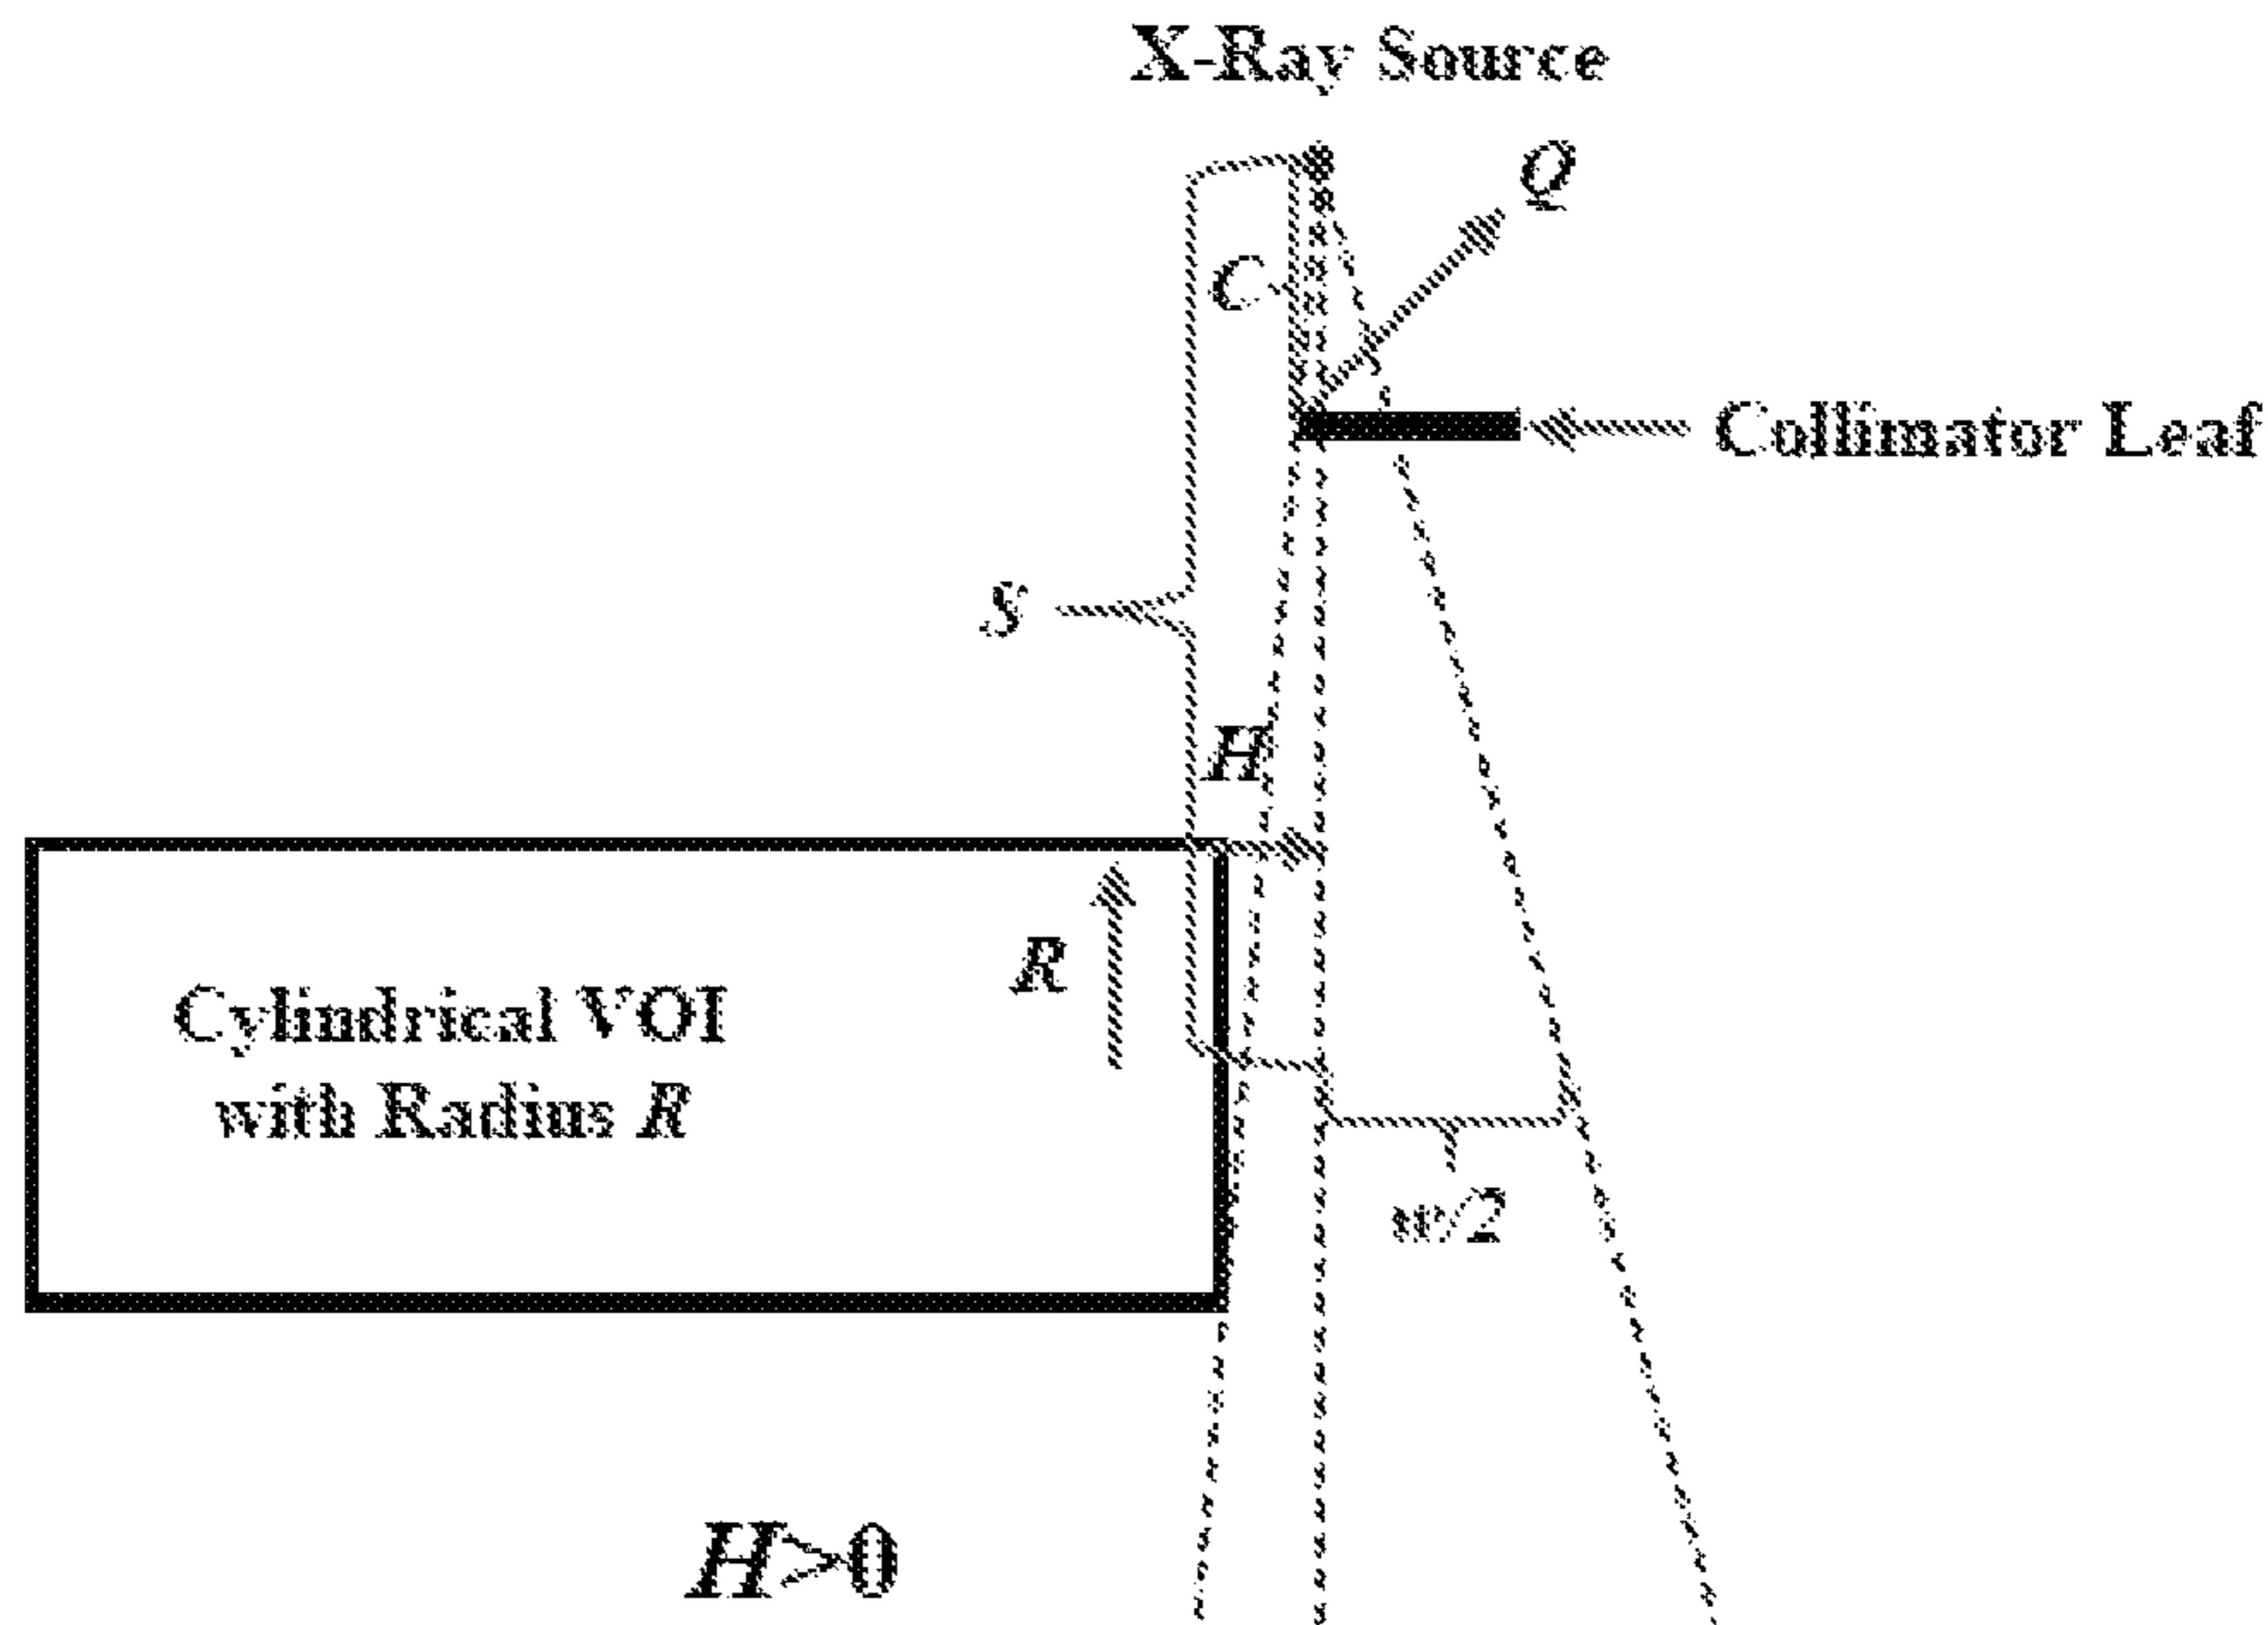 X-Ray Source
Q
C
Collimator Leaf
S
H
R
Cylindrical VOI
with Radius R
w/2
H>0